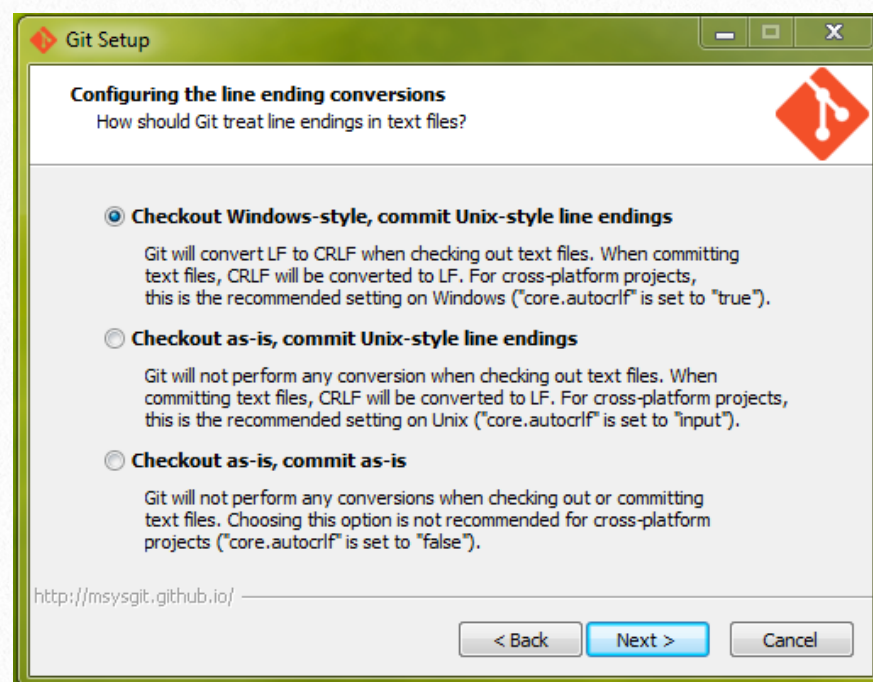 Git Setup
Configuring the line ending conversions
How should Git treat line endings in text files?
Checkout Windows-style, commit Unix-style line endings
Git will convert LF to CRLF when checking out text files. When committing
text files, CRLF will be converted to LF. For cross-platform projects,
this is the recommended setting on Windows ("core.autocrlf" is set to "true").
Checkout as-is, commit Unix-style line endings
Git will not perform any conversion when checking out text files. When
committing text files, CRLF will be converted to LF. For cross-platform projects,
this is the recommended setting on Unix ("core.autocrlf" is set to "input").
Checkout as-is, commit as-is
Git will not perform any conversions when checking out or committing
text files. Choosing this option is not recommended for cross-platform
projects ("core.autocrlf" is set to "false").
http://msysgit.github.io/
< Back Next > Cancel